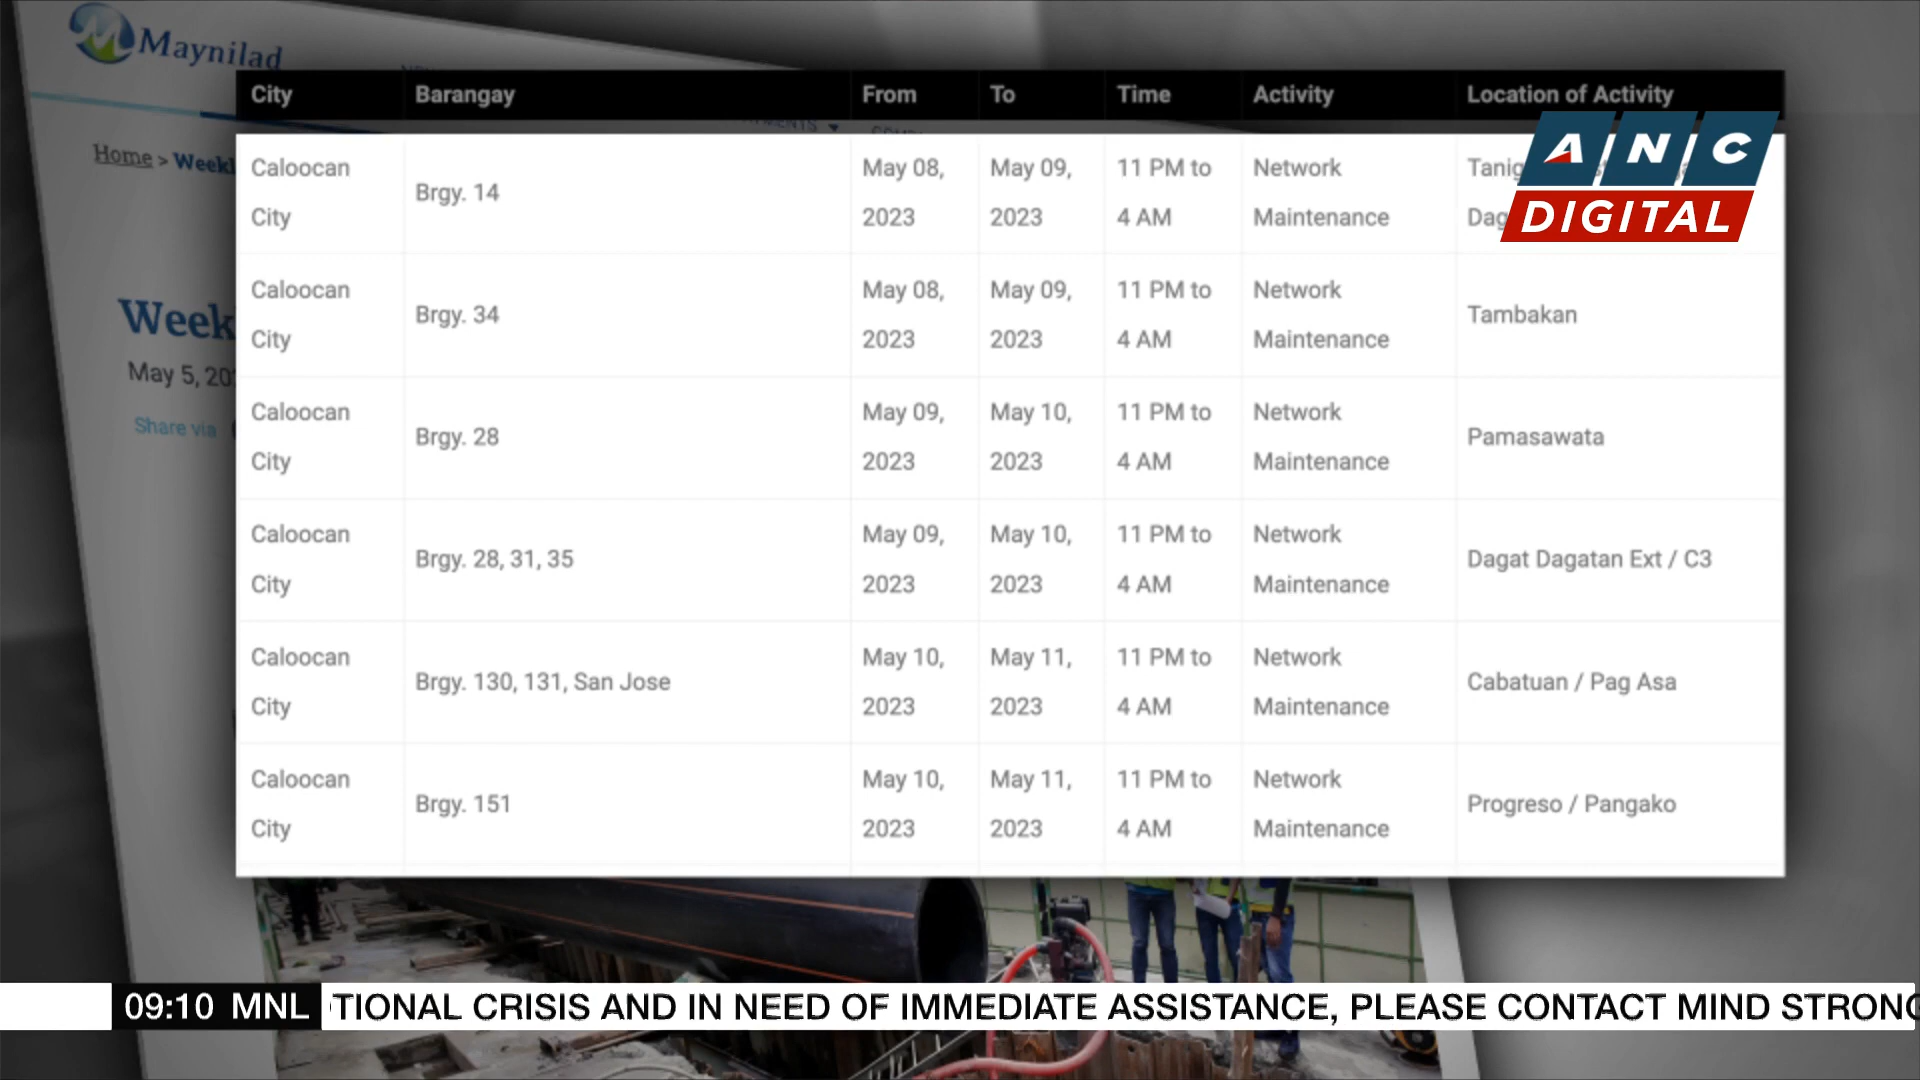 Maynilad
City Barangay From To Time Activity Location of Activity
Home >
ANC
DIGITAL
Caloocan City Brgy. 14 May 08, 2023 May 09, 2023 11 PM to 4 AM Network Maintenance
Caloocan City Brgy. 34 May 08, 2023 May 09, 2023 11 PM to 4 AM Network Maintenance Tambakan
Week
May 5,
Share via
Caloocan City Brgy. 28 May 09, 2023 May 10, 2023 11 PM to 4 AM Network Maintenance Pamasawata
Caloocan City Brgy. 28, 31, 35 May 09, 2023 May 10, 2023 11 PM to 4 AM Network Maintenance Dagat Dagatan Ext / C3
Caloocan City Brgy. 130, 131, San Jose May 10, 2023 May 11, 2023 11 PM to 4 AM Network Maintenance Cabatuan / Pag Asa
Caloocan City Brgy. 151 May 10, 2023 May 11, 2023 11 PM to 4 AM Network Maintenance Progreso / Pangako
09:10 MNL TIONAL CRISIS AND IN NEED OF IMMEDIATE ASSISTANCE, PLEASE CONTACT MIND STRONG